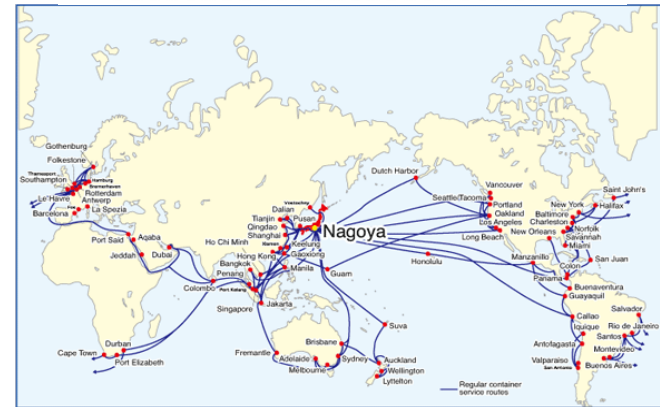 Gothenburg
Folkestone
Thamesport
Hamburg
Southampton
Bremerhaven
Rotterdam
Le'Havre
Antwerp
La Spezia
Barcelona
Port Said
Aqaba
Jeddah
Dubai
Colombo
Durban
Cape Town
Port Elizabeth
Dalian
Tianjin
Pusan
Qingdao
Shanghai
Nagoya
Ho Chi Minh
Keelung
Hong Kong
Gaoxiong
Bangkok
Manila
Penang
Port Kelang
Singapore
Jakarta
Guam
Fremantle
Adelaide
Melbourne
Brisbane
Sydney
Suva
Auckland
Wellington
Lyttelton
Dutch Harbor
Honolulu
Vancouver
Seattle/Tacoma
Portland
Oakland
Los Angeles
Long Beach
Saint John's
New York
Halifax
Baltimore
Charleston
Norfolk
New Orleans
Savannah
Miami
Manzanillo
San Juan
Colon
Panama
Buenaventura
Guayaquil
Callao
Iquique
Antofagasta
Valparaiso
San Antonio
Salvador
Rio de Janeiro
Santos
Montevideo
Buenos Aires
Regular container
service routes